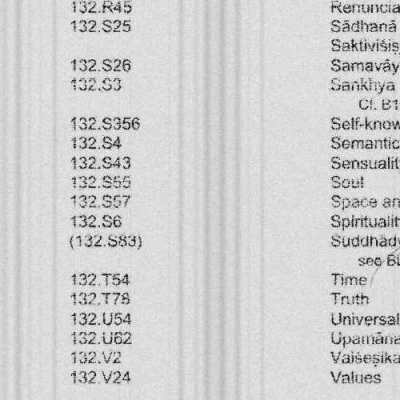 132.R45 Renuncia
132.S25 Sādhanā
Saktiviśiṣ
132.S26 Samavāy
132.S3 Sankhya
Cf. B1
132.S356 Self-know
132.S4 Semantic
132.S43 Sensualit
132.S55 Soul
132.S57 Space an
132.S6 Spiritualit
(132.S83) Suddhādv
see BL
132.T54 Time
132.T78 Truth
132.U54 Universal
132.U62 Upamāna
132.V2 Vaiśeṣika
132.V24 Values